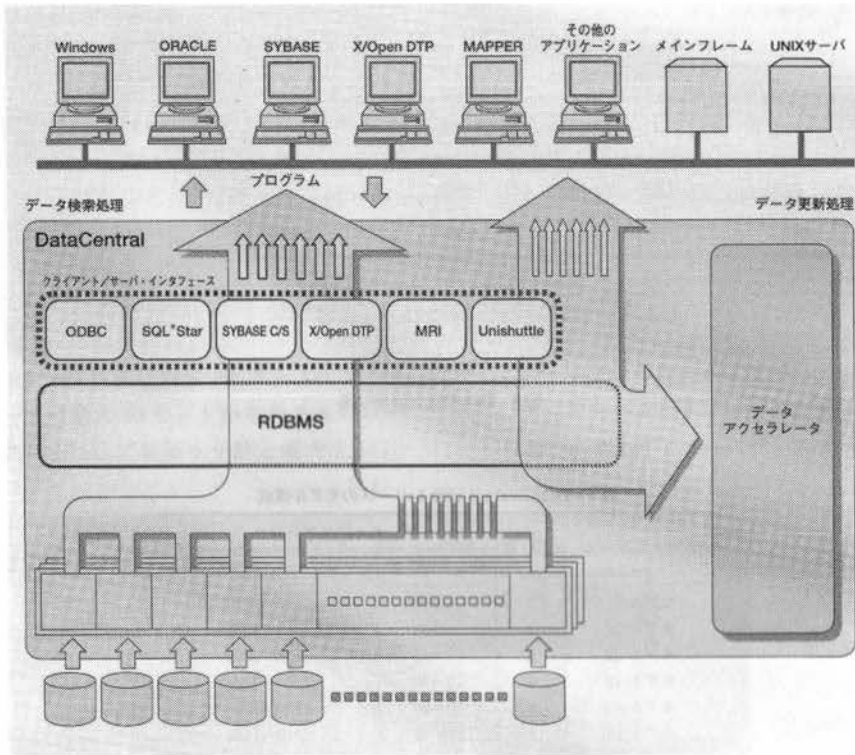 Windows
ORACLE
SYBASE
X/Open DTP
MAPPER
その他の
アプリケーション
メインフレーム
UNIXサーバ
プログラム
データ検索処理
データ更新処理
DataCentral
クライアント/サーバ・インタフェース
ODBC
SQL*Star
SYBASE C/S
X/Open DTP
MRI
Unishuttle
RDBMS
データ
アクセラレータ